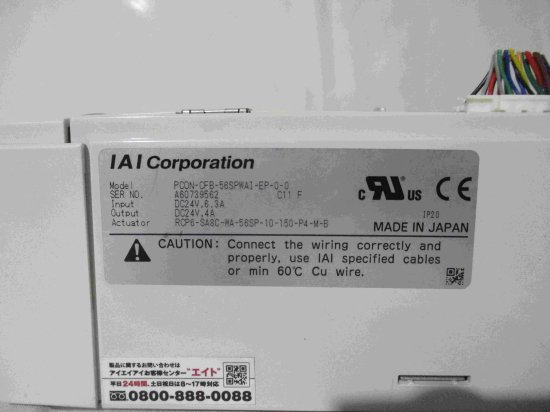 IAI Corporation
Model PCON-CFB-56SPWAI-EP-0-0
SER NO. A60739562 C11 F
Input DC24V,6.3A
Output DC24V,4A
Actuator RCP6-SA8C-WA-56SP-10-150-P4-M-B
c RU US CE
IP20
MADE IN JAPAN
CAUTION: Connect the wiring correctly and
properly, use IAI specified cables
or min 60℃ Cu wire.
製品に関するお問い合わせは
アイエイアイお客様センター"エイト"
平日24時間、土日祝日は8~17時対応
0800-888-0088